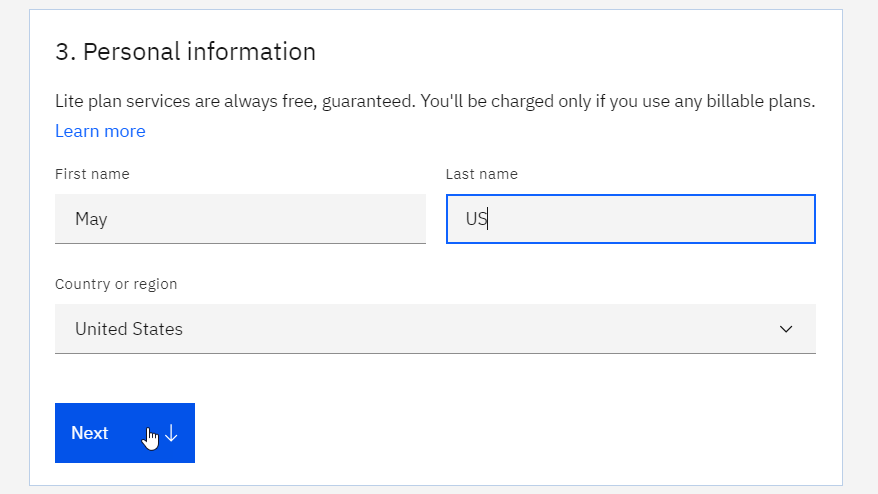 3. Personal information
Lite plan services are always free, guaranteed. You'll be charged only if you use any billable plans.
Learn more
First name
Last name
May
US
Country or region
United States
Next